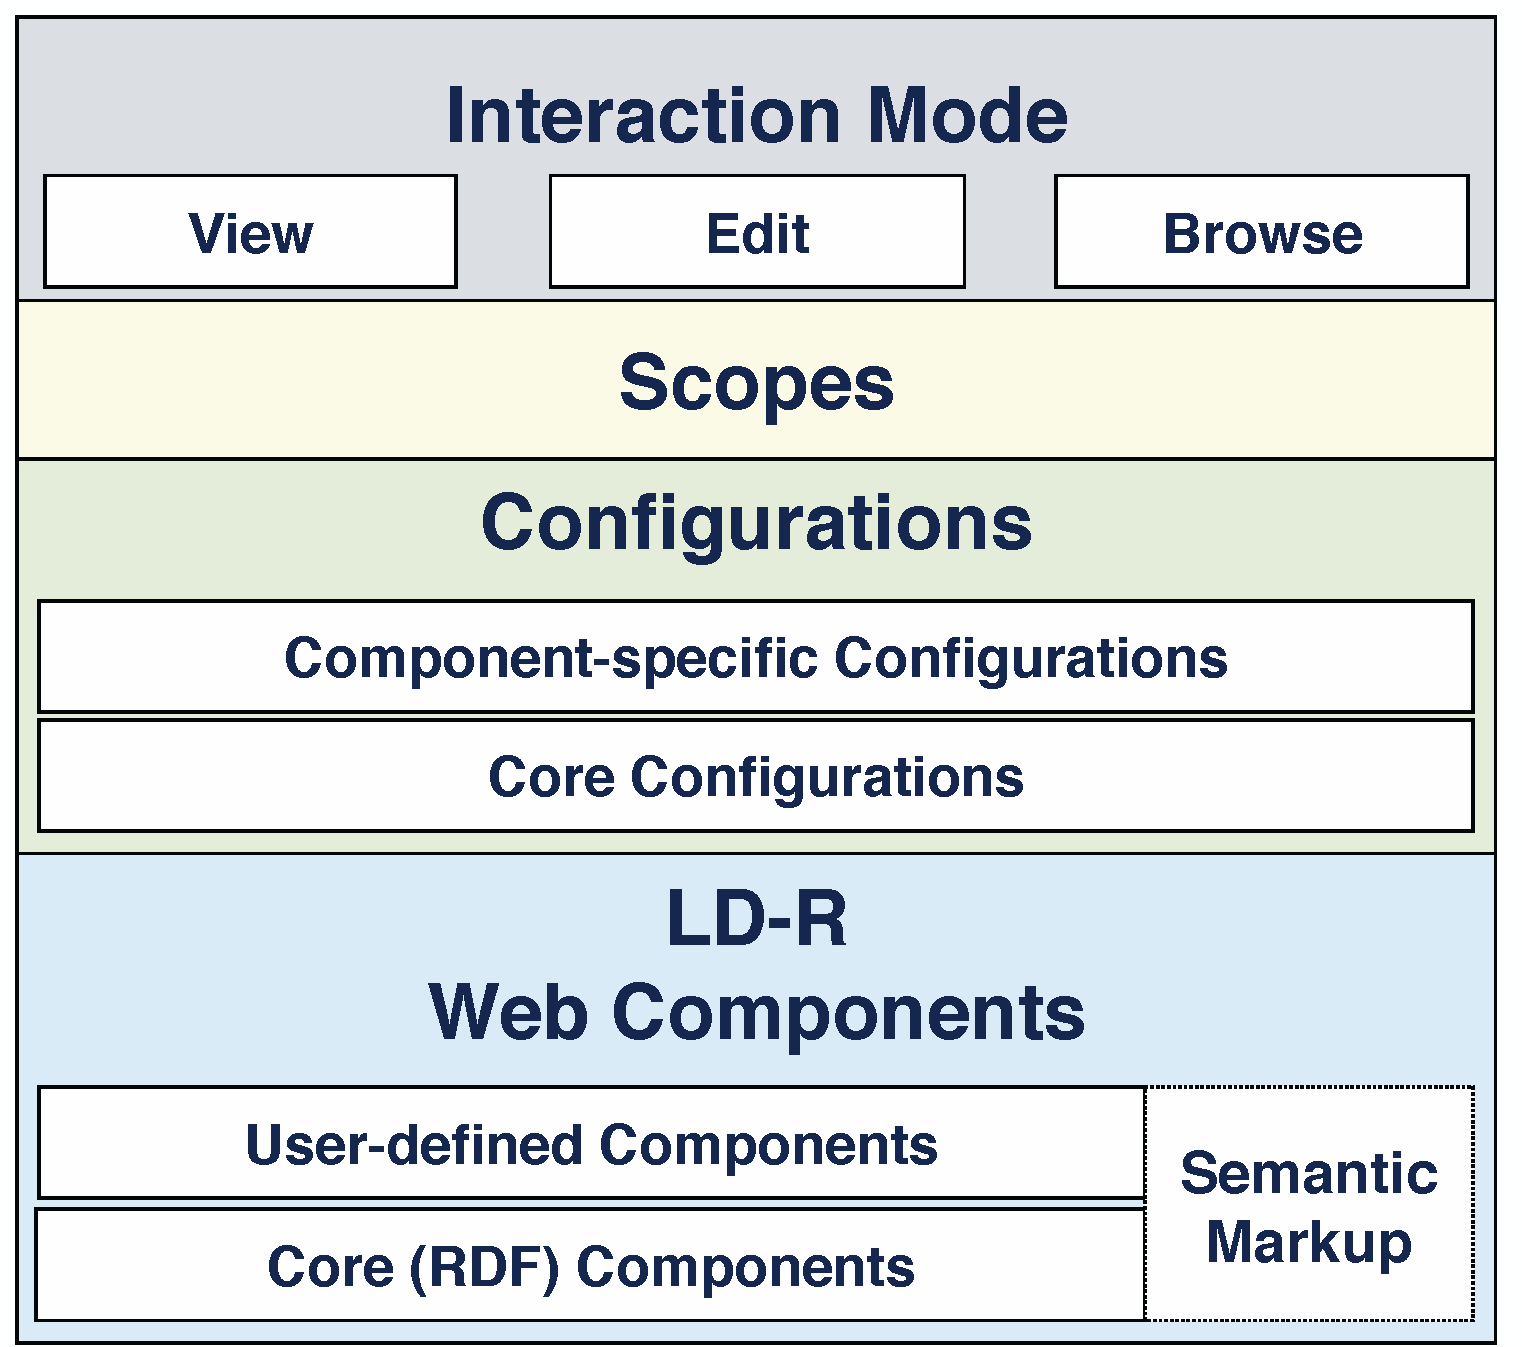 Interaction Mode
View
Edit
Browse
Scopes
Configurations
Component-specific Configurations
Core Configurations
LD-R
Web Components
User-defined Components
Core (RDF) Components
Semantic
Markup